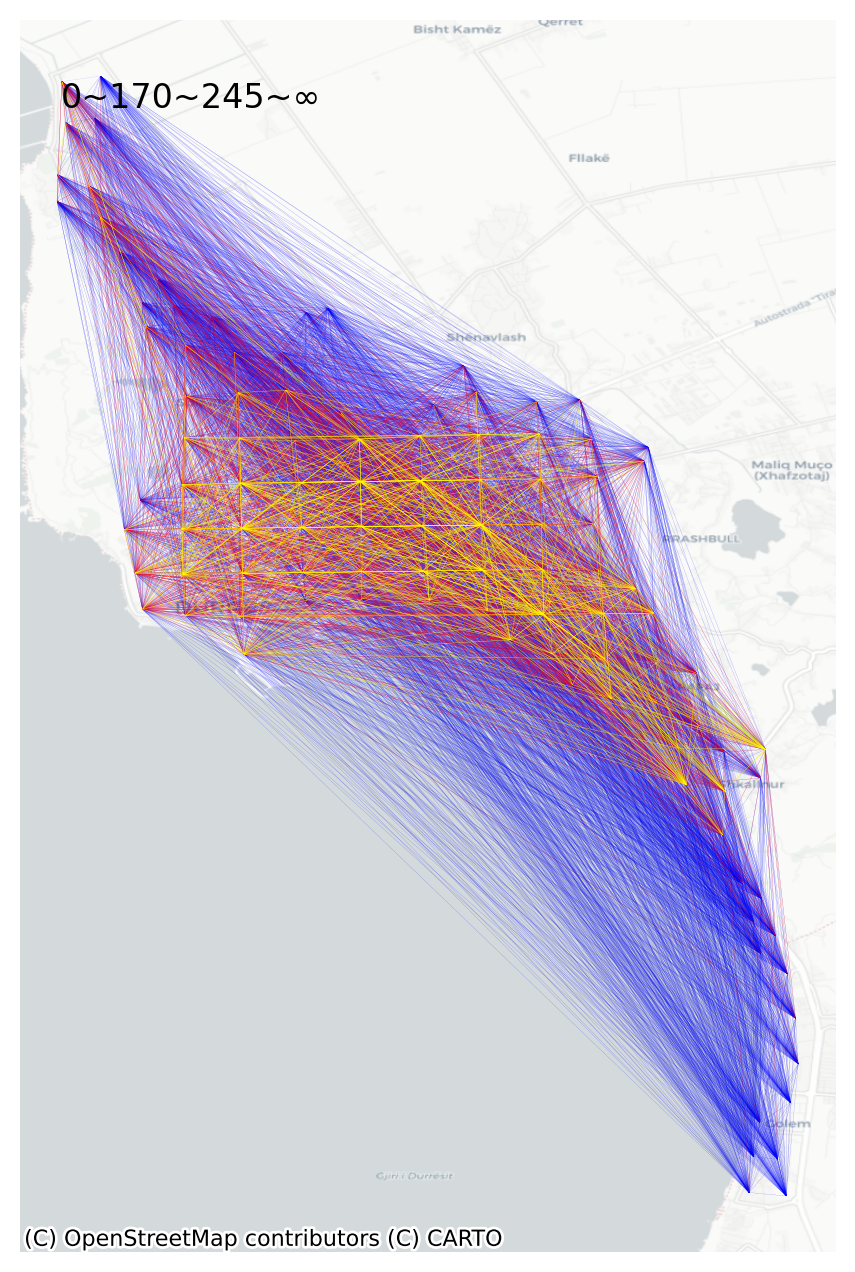 Bisht Kamëz
Qerret
0~170~245~∞
Fllakë
Autostrada "Tira
Shënavlash
Maliq Muço
(Xhafzotaj)
RRASHBULL
Shkallnur
Golem
Gjiri i Durrësit
(C) OpenStreetMap contributors (C) CARTO